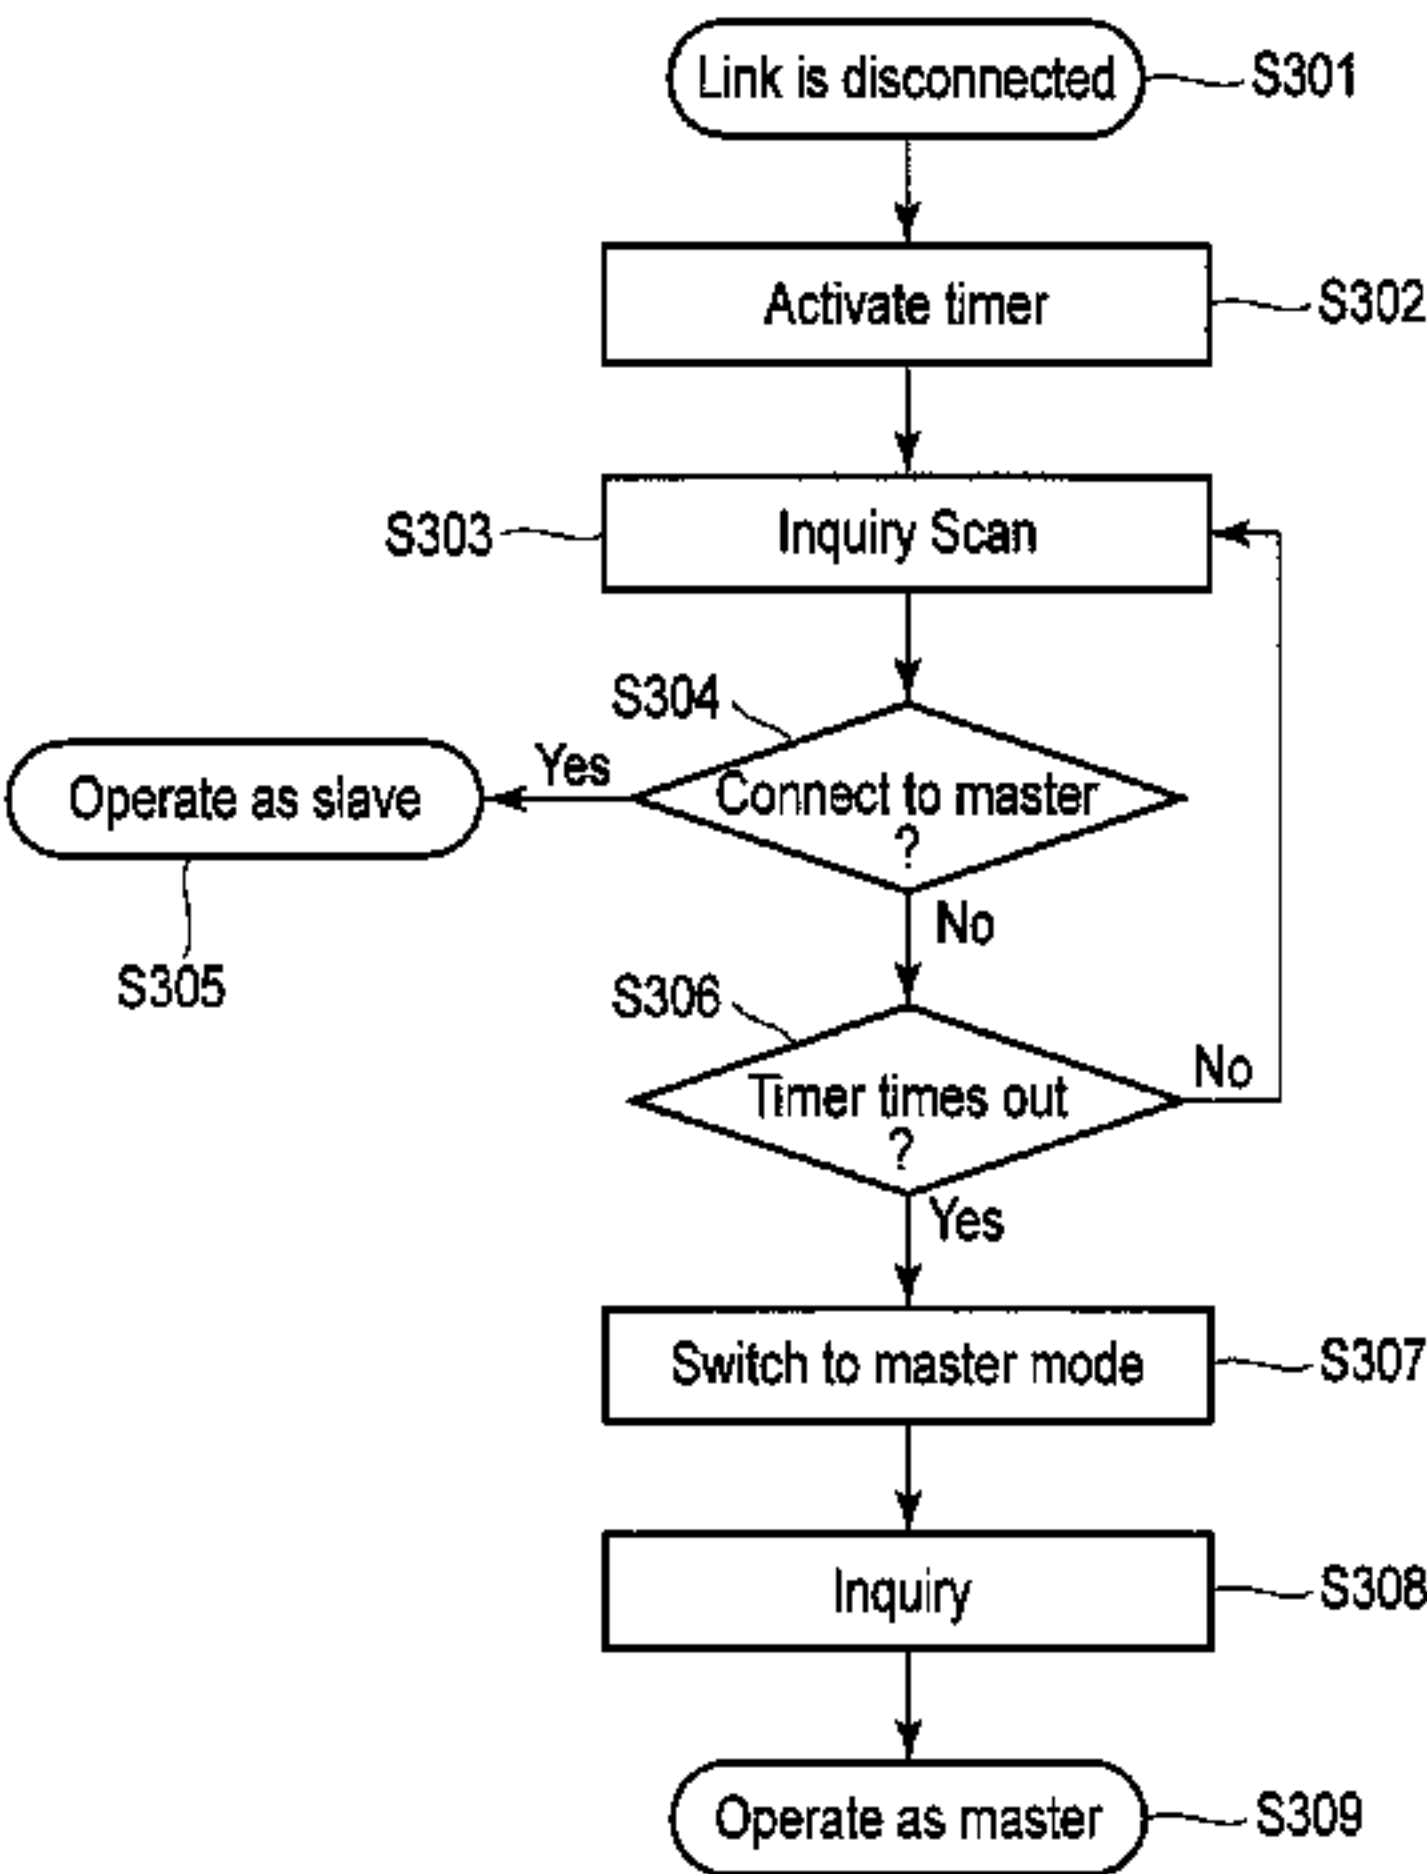 Link is disconnected
S301
Activate timer
S302
Inquiry Scan
S303
S304
Connect to master
?
Yes
Operate as slave
S305
No
S306
Timer times out
?
No
Yes
Switch to master mode
S307
Inquiry
S308
Operate as master
S309